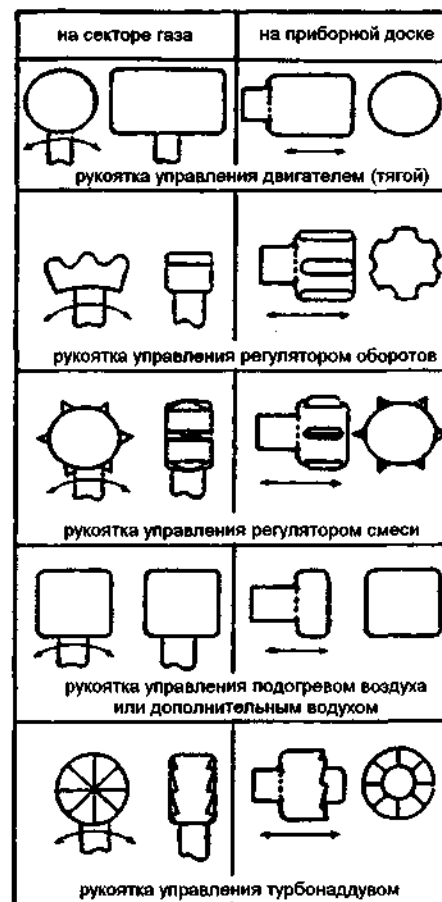 на секторе газа
на приборной доске
рукоятка управления двигателем (тягой)
рукоятка управления регулятором оборотов
рукоятка управления регулятором смеси
рукоятка управления подогревом воздуха
или дополнительным водухом
рукоятка управления турбонаддувом